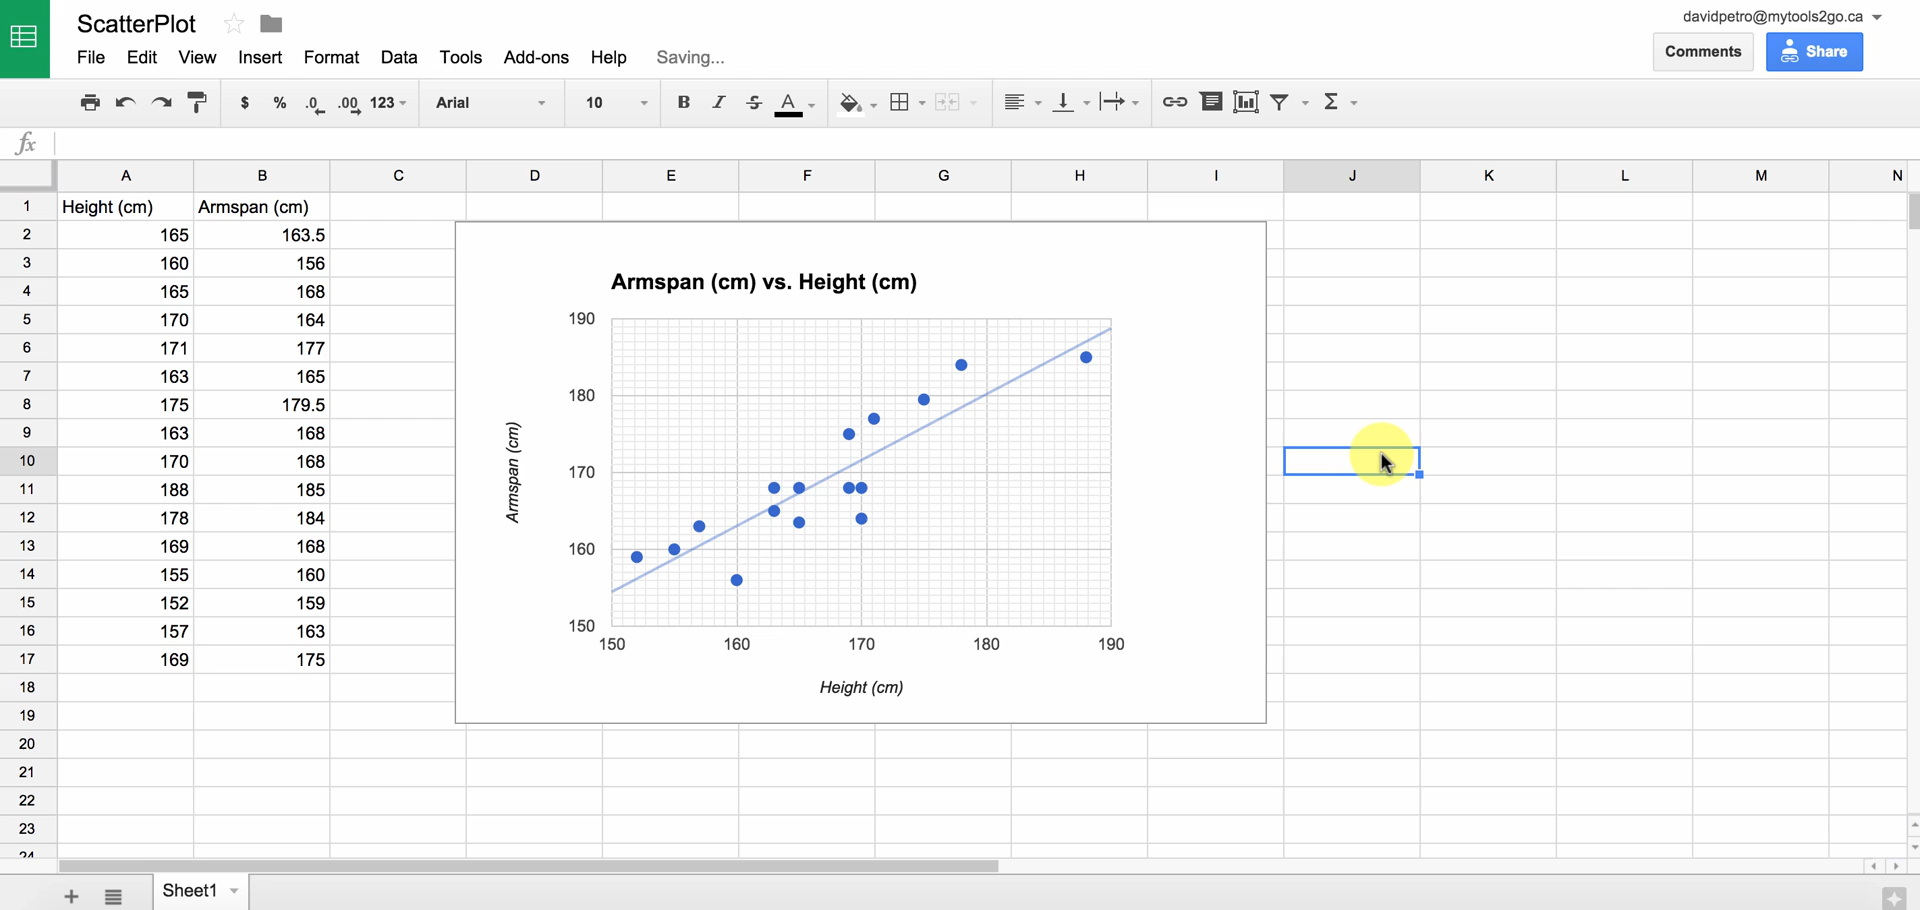 ScatterPlot
davidpetro@mytools2go.ca
File Edit View Insert Format Data Tools Add-ons Help Saving...
Comments Share
$ % .0 .00 123 Arial 10 B I S A Σ
fx
A B C D E F G H I J K L M N
1 Height (cm) Armspan (cm)
2 165 163.5
3 160 156
4 165 168
5 170 164
6 171 177
7 163 165
8 175 179.5
9 163 168
10 170 168
11 188 185
12 178 184
13 169 168
14 155 160
15 152 159
16 157 163
17 169 175
18
19
20
21
22
23
24
Armspan (cm) vs. Height (cm)
190
180
170
160
150
Armspan (cm)
150 160 170 180 190
Height (cm)
+ Sheet1